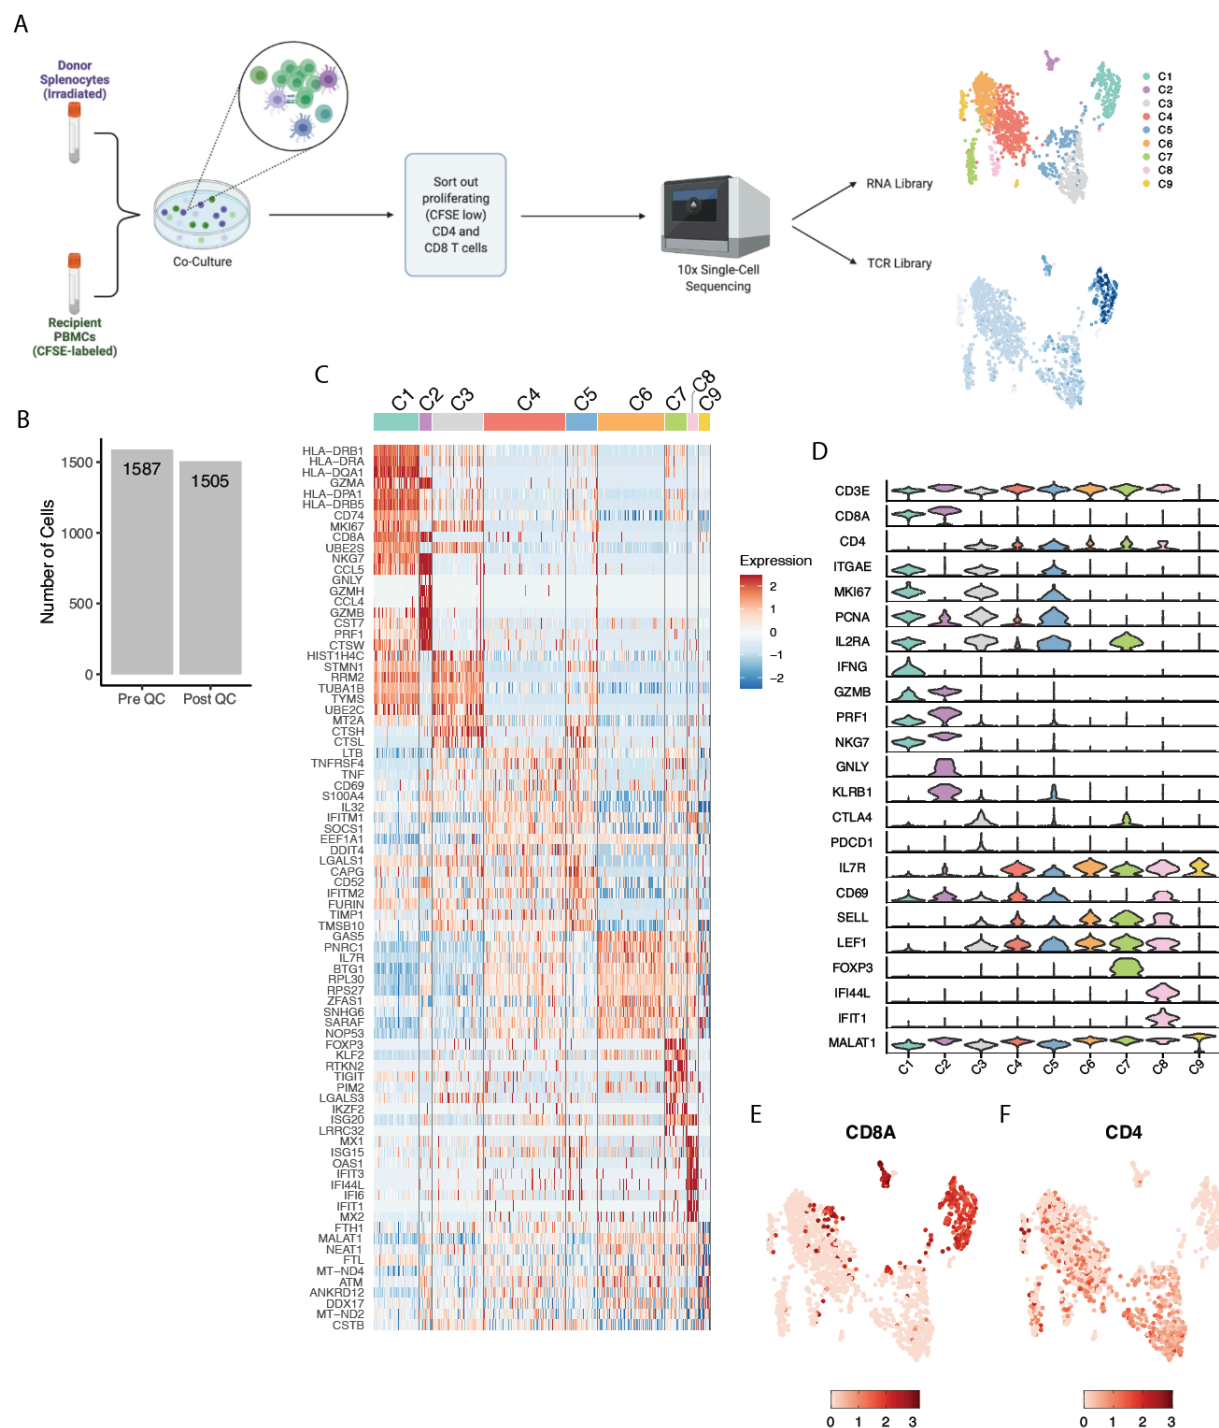 A
Donor
Splenocytes
(Irradiated)
Recipient
PBMCs
(CFSE-labeled)
Co-Culture
Sort out
proliferating
(CFSE low)
CD4 and
CD8 T cells
10x Single-Cell
Sequencing
RNA Library
TCR Library
C1
C2
C3
C4
C5
C6
C7
C8
C9
B
Number of Cells
1500
1000
500
0
1587
1505
Pre QC
Post QC
C
C1
C2
C3
C4
C5
C6
C7
C8
C9
HLA-DRB1
HLA-DRA
HLA-DQA1
GZMA
HLA-DPA1
HLA-DRB5
CD74
MKI67
CD8A
UBE2S
NKG7
CCL5
GNLY
GZMH
CCL4
GZMB
CST7
PRF1
CTSW
HIST1H4C
STMN1
RRM2
TUBA1B
TYMS
UBE2C
MT2A
CTSH
CTSL
LTB
TNFRSF4
TNF
CD69
S100A4
IL32
IFITM1
SOCS1
EEF1A1
DDIT4
LGALS1
CAPG
CD52
IFITM2
FURIN
TIMP1
TMSB10
GAS5
PNRC1
IL7R
BTG1
RPL30
RPS27
ZFAS1
SNHG6
SARAF
NOP53
FOXP3
KLF2
RTKN2
TIGIT
PIM2
LGALS3
IKZF2
ISG20
LRRC32
MX1
ISG15
OAS1
IFIT3
IFI44L
IFI6
IFIT1
MX2
FTH1
MALAT1
NEAT1
FTL
MT-ND4
ATM
ANKRD12
DDX17
MT-ND2
CSTB
Expression
2
1
0
-1
-2
D
CD3E
CD8A
CD4
ITGAE
MKI67
PCNA
IL2RA
IFNG
GZMB
PRF1
NKG7
GNLY
KLRB1
CTLA4
PDCD1
IL7R
CD69
SELL
LEF1
FOXP3
IFI44L
IFIT1
MALAT1
C1
C2
C3
C4
C5
C6
C7
C8
C9
E
CD8A
0 1 2 3
F
CD4
0 1 2 3